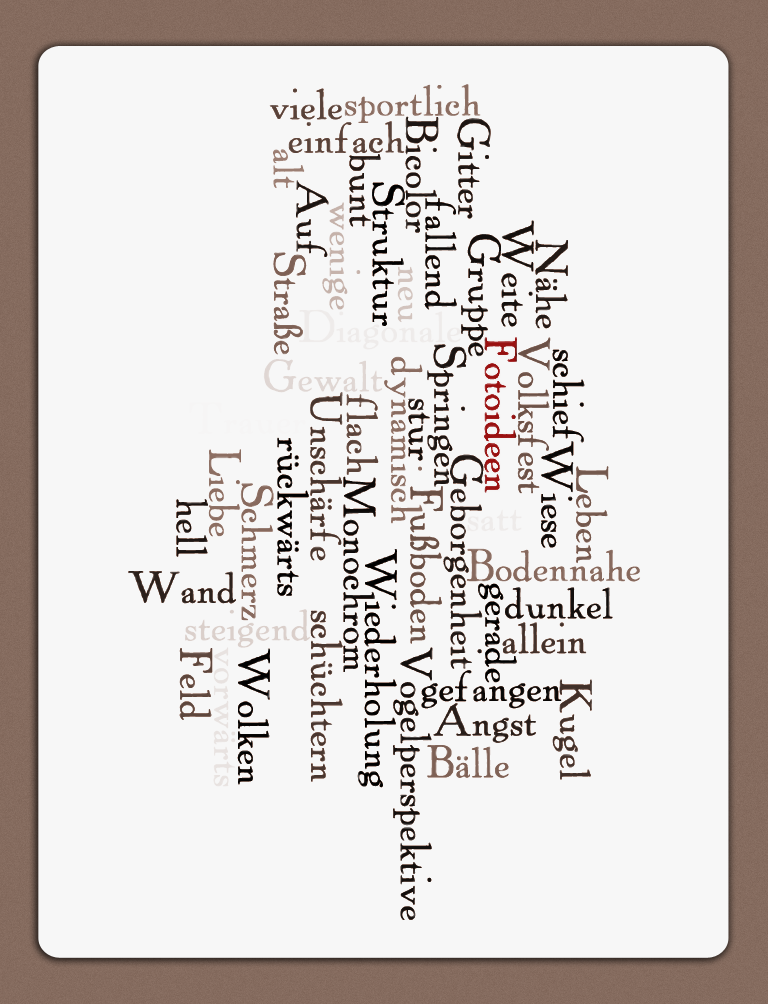 viele
sportlich
einfach
Bicolor
Gitter
alt
bunt
Auf
Struktur
wenige
fallend
Gruppe
Weite
Nähe
neu
Straße
Diagonale
Fotoideen
Volksfest
schief
Springen
dynamisch
Gewalt
Unschärfe
flach
stur
Trauer
rückwärts
Liebe
Wiese
Leben
Geborgenheit
Monochrom
Schmerz
Fußboden
hell
satt
Wiederholung
Bodennahe
Wand
gerade
dunkel
steigend
schüchtern
allein
Feld
vorwärts
Wolken
Vogelperspektive
gefangen
Kugel
Angst
Bälle